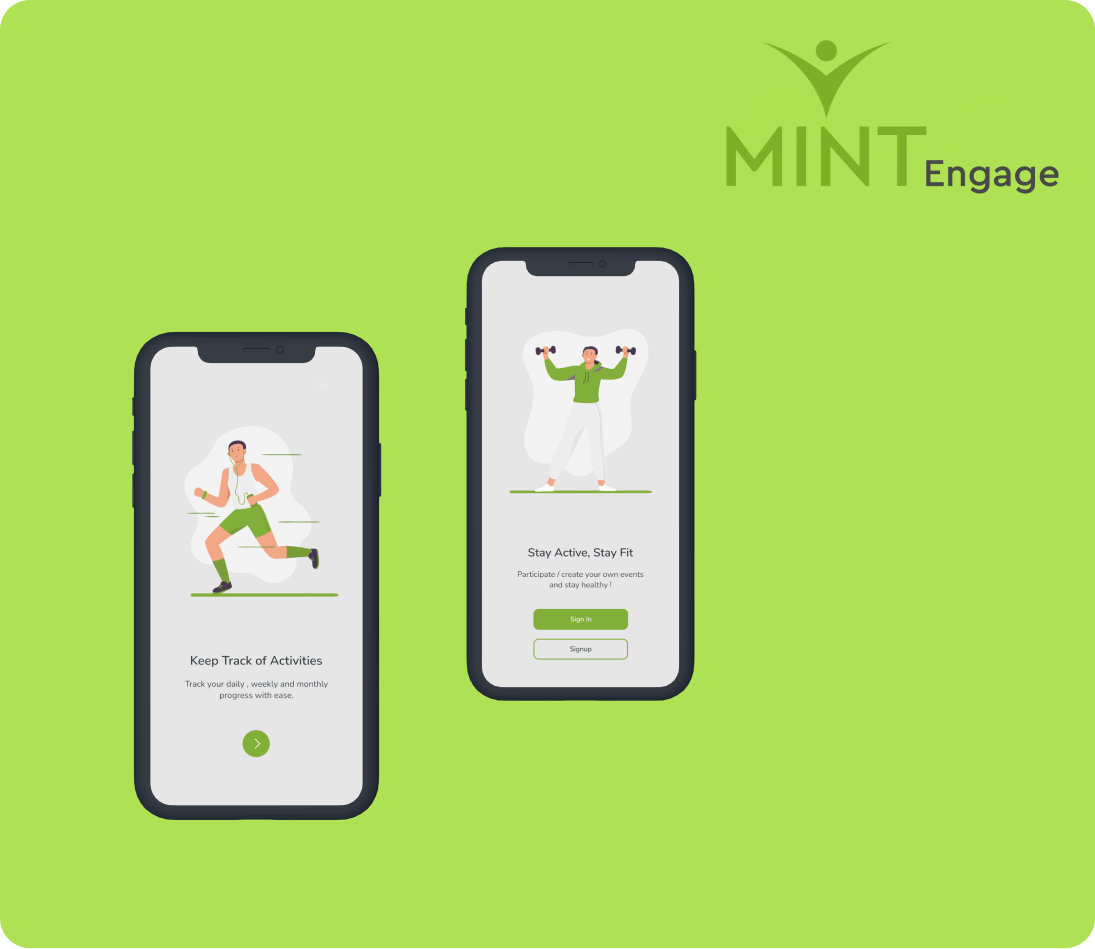 MINT
Engage
Stay Active, Stay Fit
Participate / create your own events
and stay healthy !
Sign In
Signup
Keep Track of Activities
Track your daily , weekly and monthly
progress with ease.